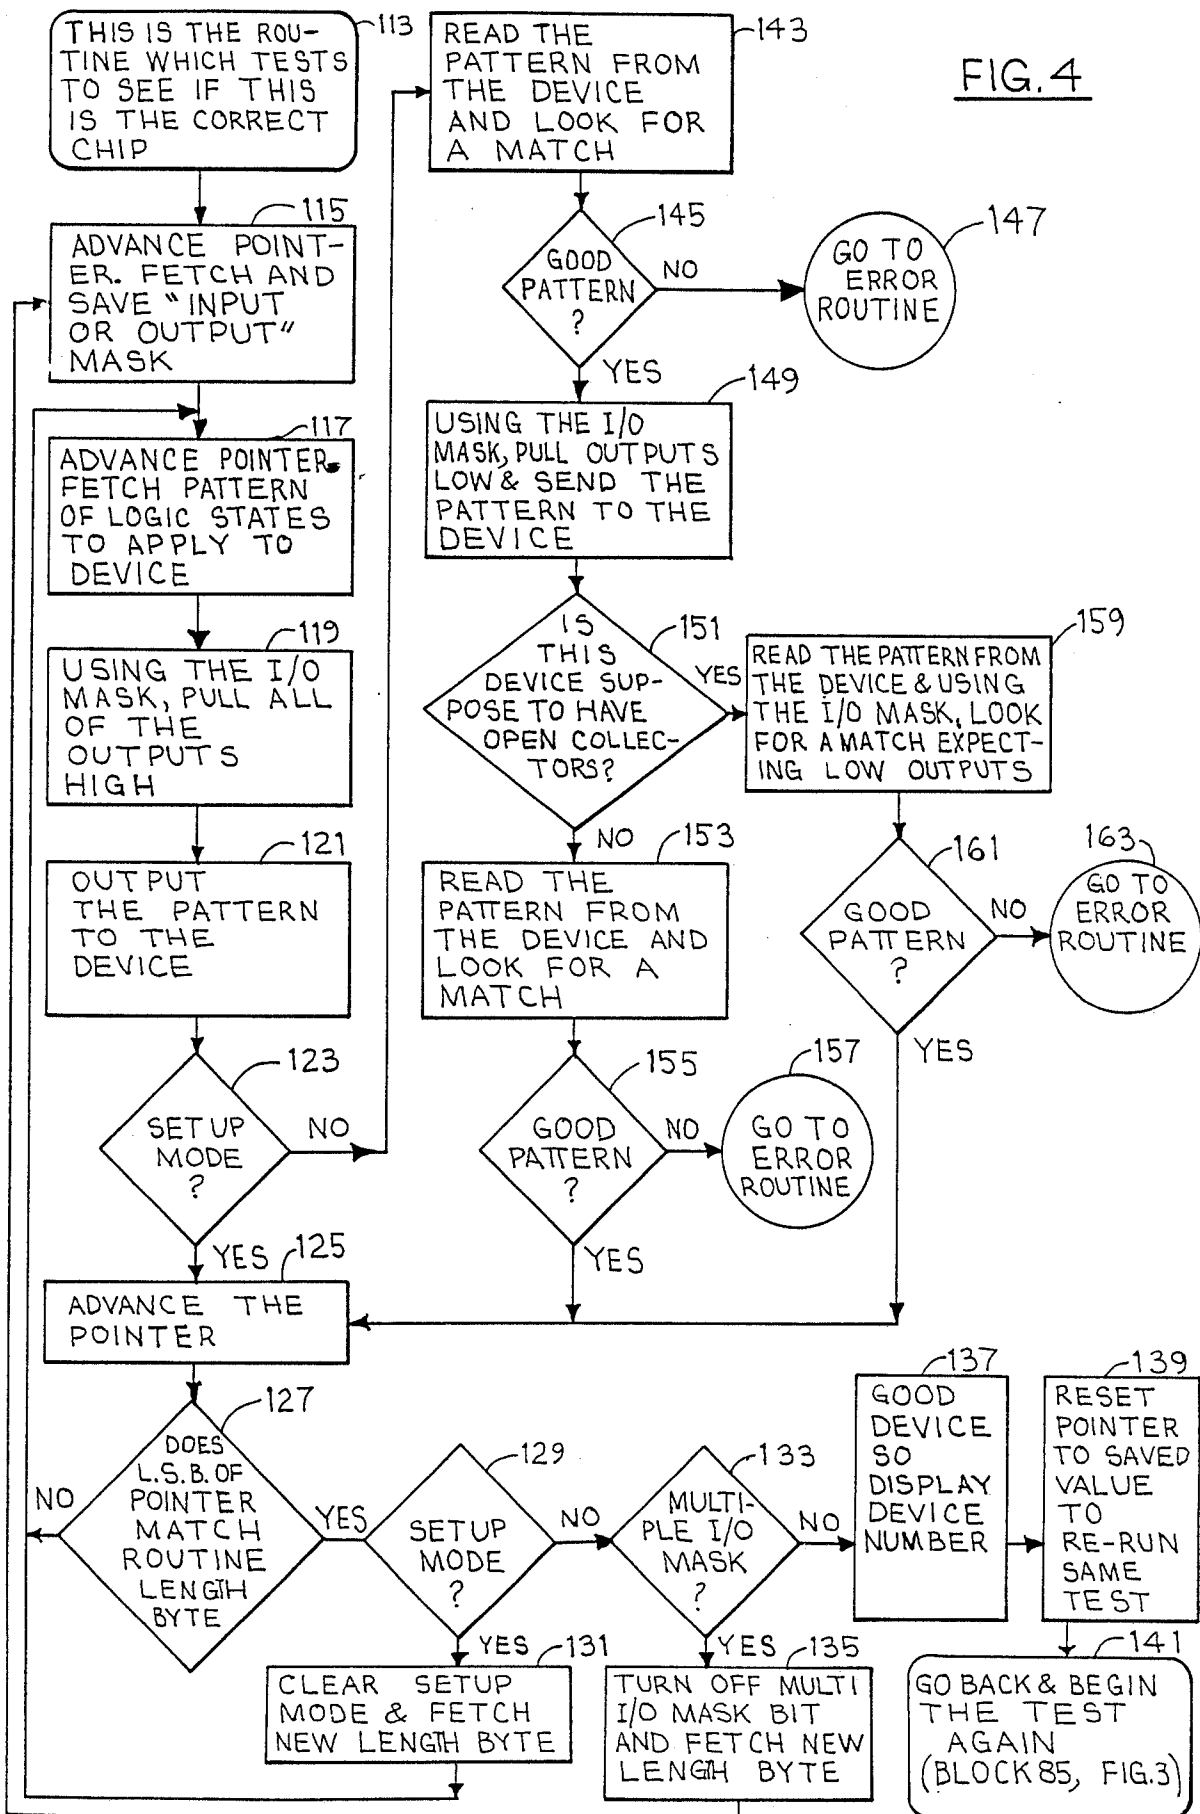 FIG. 4
113
THIS IS THE ROU-
TINE WHICH TESTS
TO SEE IF THIS
IS THE CORRECT
CHIP
115
ADVANCE POINT-
ER. FETCH AND
SAVE "INPUT
OR OUTPUT"
MASK
117
ADVANCE POINTER.
FETCH PATTERN
OF LOGIC STATES
TO APPLY TO
DEVICE
119
USING THE I/O
MASK, PULL ALL
OF THE
OUTPUTS
HIGH
121
OUTPUT
THE PATTERN
TO THE
DEVICE
123
SETUP
MODE
?
NO
YES
125
ADVANCE THE
POINTER
127
DOES
L.S.B. OF
POINTER
MATCH
ROUTINE
LENGTH
BYTE
NO
YES
129
SETUP
MODE
?
NO
YES
131
CLEAR SETUP
MODE & FETCH
NEW LENGTH BYTE
133
MULTI-
PLE I/O
MASK
?
NO
YES
135
TURN OFF MULTI
I/O MASK BIT
AND FETCH NEW
LENGTH BYTE
137
GOOD
DEVICE
SO
DISPLAY
DEVICE
NUMBER
139
RESET
POINTER
TO SAVED
VALUE
TO
RE-RUN
SAME
TEST
141
GO BACK & BEGIN
THE TEST
AGAIN
(BLOCK 85, FIG. 3)
143
READ THE
PATTERN FROM
THE DEVICE
AND LOOK FOR
A MATCH
145
GOOD
PATTERN
?
NO
YES
147
GO TO
ERROR
ROUTINE
149
USING THE I/O
MASK, PULL OUTPUTS
LOW & SEND THE
PATTERN TO THE
DEVICE
151
IS
THIS
DEVICE SUP-
POSE TO HAVE
OPEN COLLEC-
TORS?
YES
NO
153
READ THE
PATTERN FROM
THE DEVICE AND
LOOK FOR A
MATCH
155
GOOD
PATTERN
?
NO
YES
157
GO TO
ERROR
ROUTINE
159
READ THE PATTERN FROM
THE DEVICE & USING
THE I/O MASK, LOOK
FOR A MATCH EXPECT-
ING LOW OUTPUTS
161
GOOD
PATTERN
?
NO
YES
163
GO TO
ERROR
ROUTINE